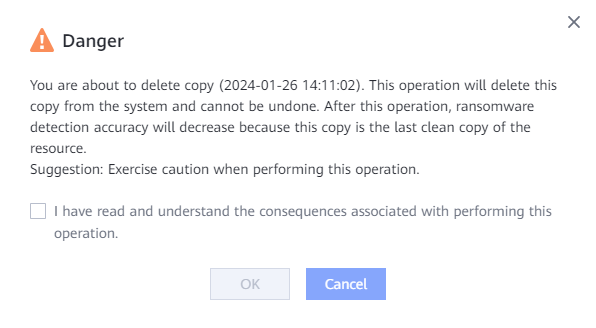 Danger
You are about to delete copy (2024-01-26 14:11:02). This operation will delete this
copy from the system and cannot be undone. After this operation, ransomware
detection accuracy will decrease because this copy is the last clean copy of the
resource.
Suggestion: Exercise caution when performing this operation.
I have read and understand the consequences associated with performing this
operation.
OK Cancel